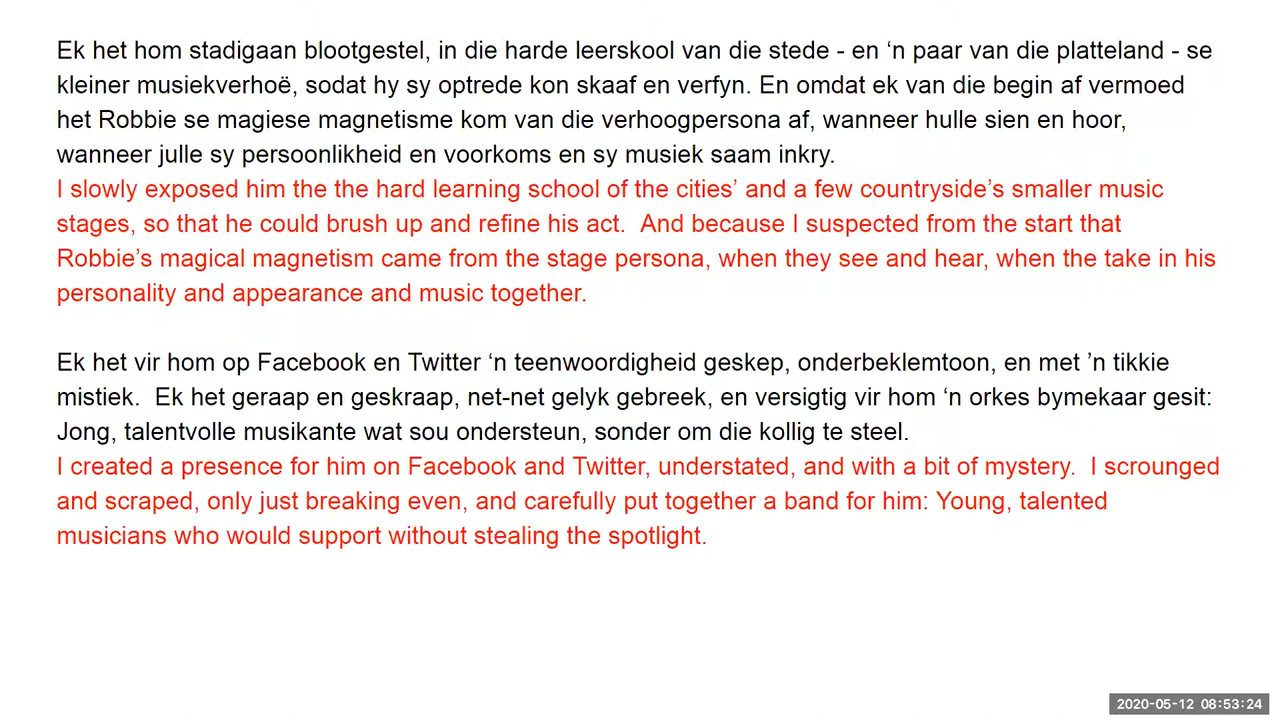 Ek het hom stadigaan blootgestel, in die harde leerskool van die stede - en ‘n paar van die platteland - se
kleiner musiekverhoë, sodat hy sy optrede kon skaaf en verfyn. En omdat ek van die begin af vermoed
het Robbie se magiese magnetisme kom van die verhoogpersona af, wanneer hulle sien en hoor,
wanneer julle sy persoonlikheid en voorkoms en sy musiek saam inkry.
I slowly exposed him the the hard learning school of the cities’ and a few countryside’s smaller music
stages, so that he could brush up and refine his act.  And because I suspected from the start that
Robbie’s magical magnetism came from the stage persona, when they see and hear, when the take in his
personality and appearance and music together.
Ek het vir hom op Facebook en Twitter ‘n teenwoordigheid geskep, onderbeklemtoon, en met ’n tikkie
mistiek.  Ek het geraap en geskraap, net-net gelyk gebreek, en versigtig vir hom ‘n orkes bymekaar gesit:
Jong, talentvolle musikante wat sou ondersteun, sonder om die kollig te steel.
I created a presence for him on Facebook and Twitter, understated, and with a bit of mystery.  I scrounged
and scraped, only just breaking even, and carefully put together a band for him: Young, talented
musicians who would support without stealing the spotlight.
2020-05-12 08:53:24